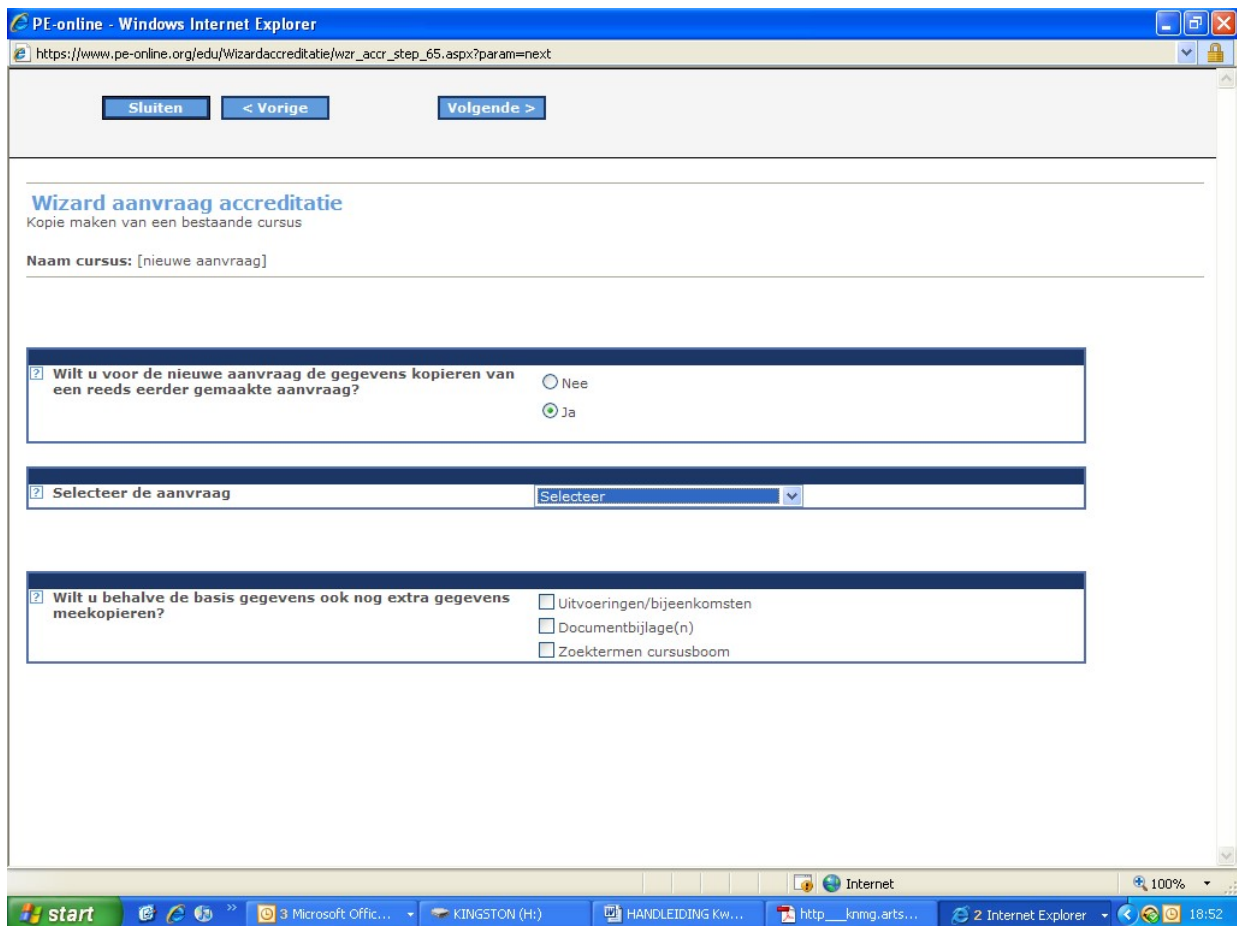 PE-online - Windows Internet Explorer
https://www.pe-online.org/edu/Wizardaccreditatie/wzr_accr_step_65.aspx?param=next
Sluiten < Vorige Volgende >
Wizard aanvraag accreditatie
Kopie maken van een bestaande cursus
Naam cursus: [nieuwe aanvraag]
? Wilt u voor de nieuwe aanvraag de gegevens kopieren van
een reeds eerder gemaakte aanvraag?
Nee
Ja
? Selecteer de aanvraag Selecteer
? Wilt u behalve de basis gegevens ook nog extra gegevens
meekopieren?
Uitvoeringen/bijeenkomsten
Documentbijlage(n)
Zoektermen cursusboom
Internet 100%
start » 3 Microsoft Offic... KINGSTON (H:) HANDLEIDING Kw... http___knmg.arts... 2 Internet Explorer 18:52